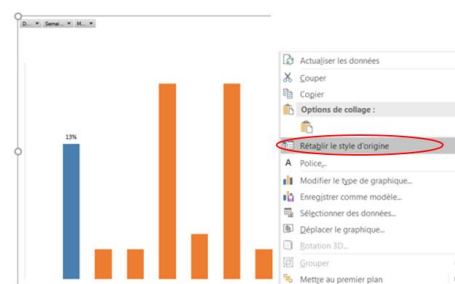 D... Semai... M...
13%
Actualiser les données
Couper
Copier
Options de collage :
Rétablir le style d'origine
A Police...
Modifier le type de graphique...
Enregistrer comme modèle...
Sélectionner des données...
Déplacer le graphique...
Rotation 3D...
Grouper
Mettre au premier plan